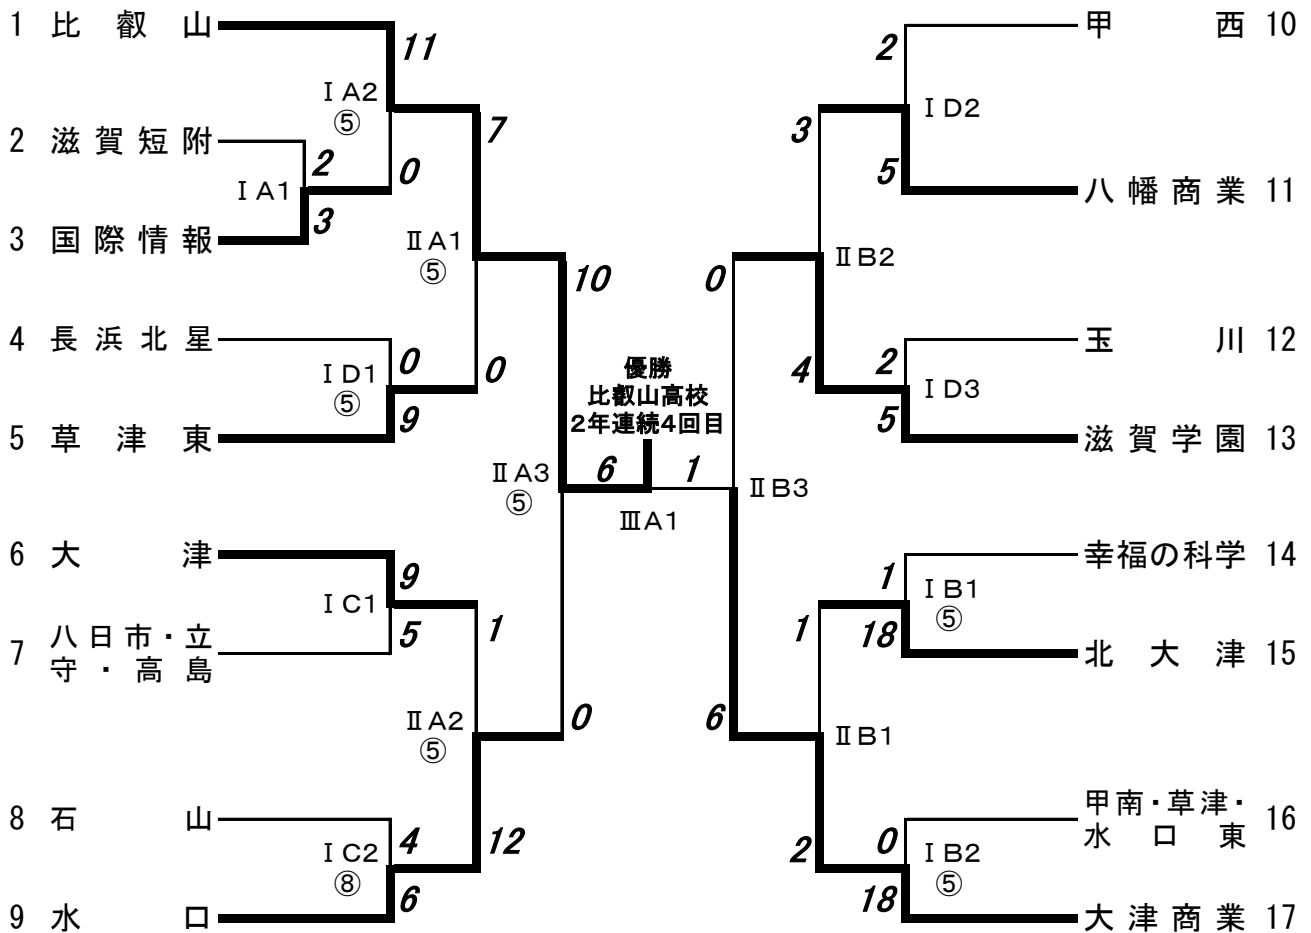 1 比叡山
11
ⅠA2
⑤
7
2 滋賀短附
2
0
ⅠA1
3
3 国際情報
ⅡA1
⑤
10
4 長浜北星
0
0
ⅠD1
⑤
9
5 草津東
優勝
比叡山高校
2年連続4回目
ⅡA3
⑤
6
1
ⅢA1
6 大津
9
ⅠC1
5
1
7 八日市・立
守・高島
ⅡA2
⑤
0
8 石山
4
12
ⅠC2
⑧
6
9 水口
甲西 10
2
ⅠD2
3
5
八幡商業 11
ⅡB2
0
玉川 12
2
4
ⅠD3
5
滋賀学園 13
ⅡB3
幸福の科学 14
1
ⅠB1
⑤
1
18
北大津 15
6
ⅡB1
甲南・草津・
水口東 16
0
2
ⅠB2
⑤
18
大津商業 17